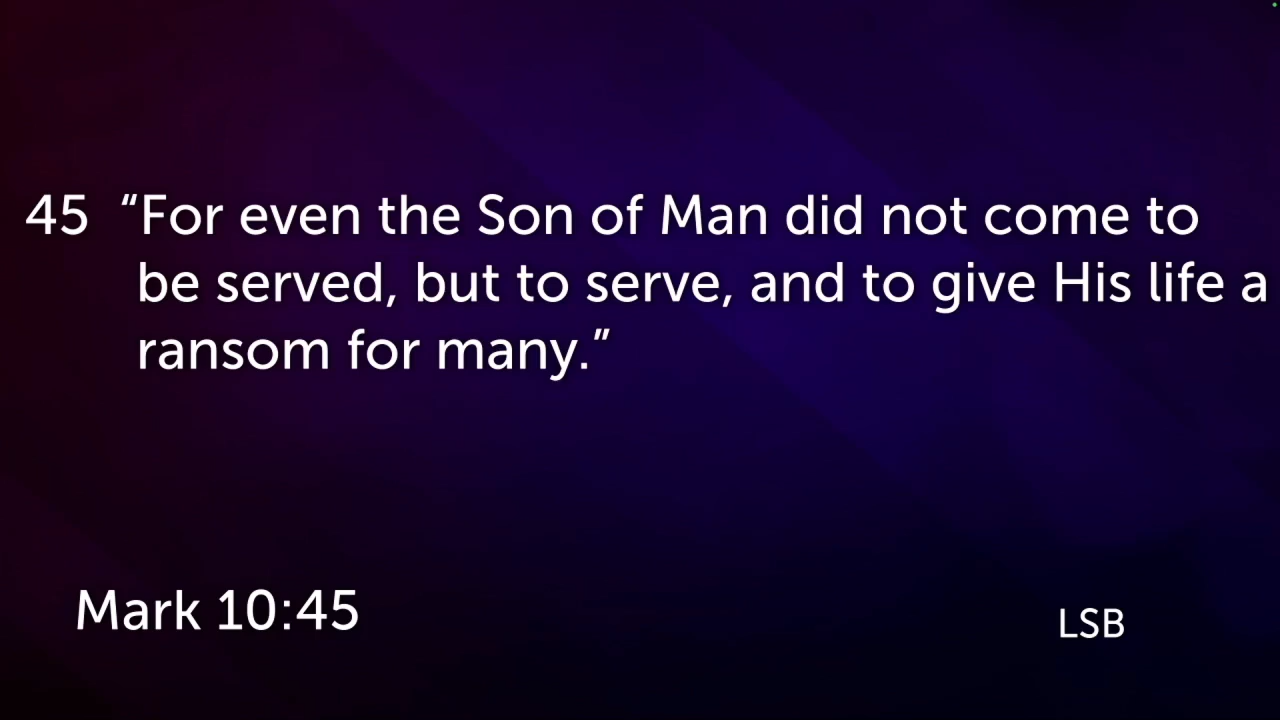 45 “For even the Son of Man did not come to
be served, but to serve, and to give His life a
ransom for many.”
Mark 10:45
LSB